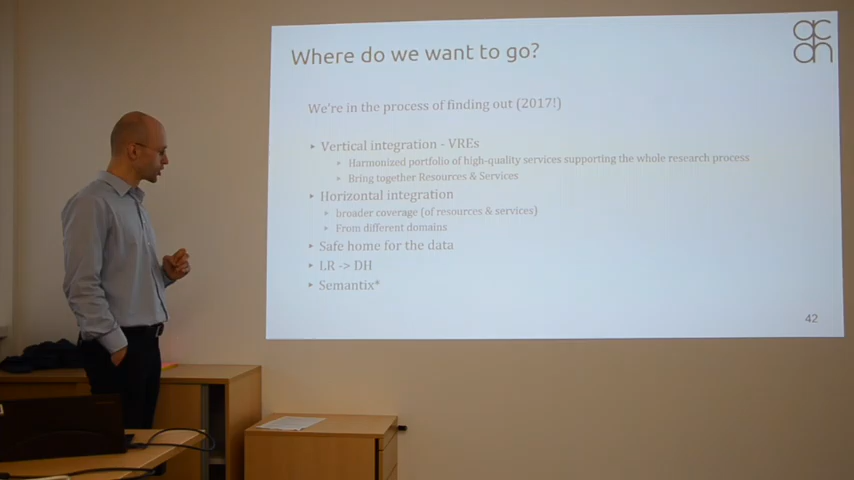 Where do we want to go?
acdh
We're in the process of finding out (2017!)
▸ Vertical integration - VREs
▸ Harmonized portfolio of high-quality services supporting the whole research process
▸ Bring together Resources & Services
▸ Horizontal integration
▸ broader coverage (of resources & services)
▸ From different domains
▸ Safe home for the data
▸ LR -> DH
▸ Semantix*
42